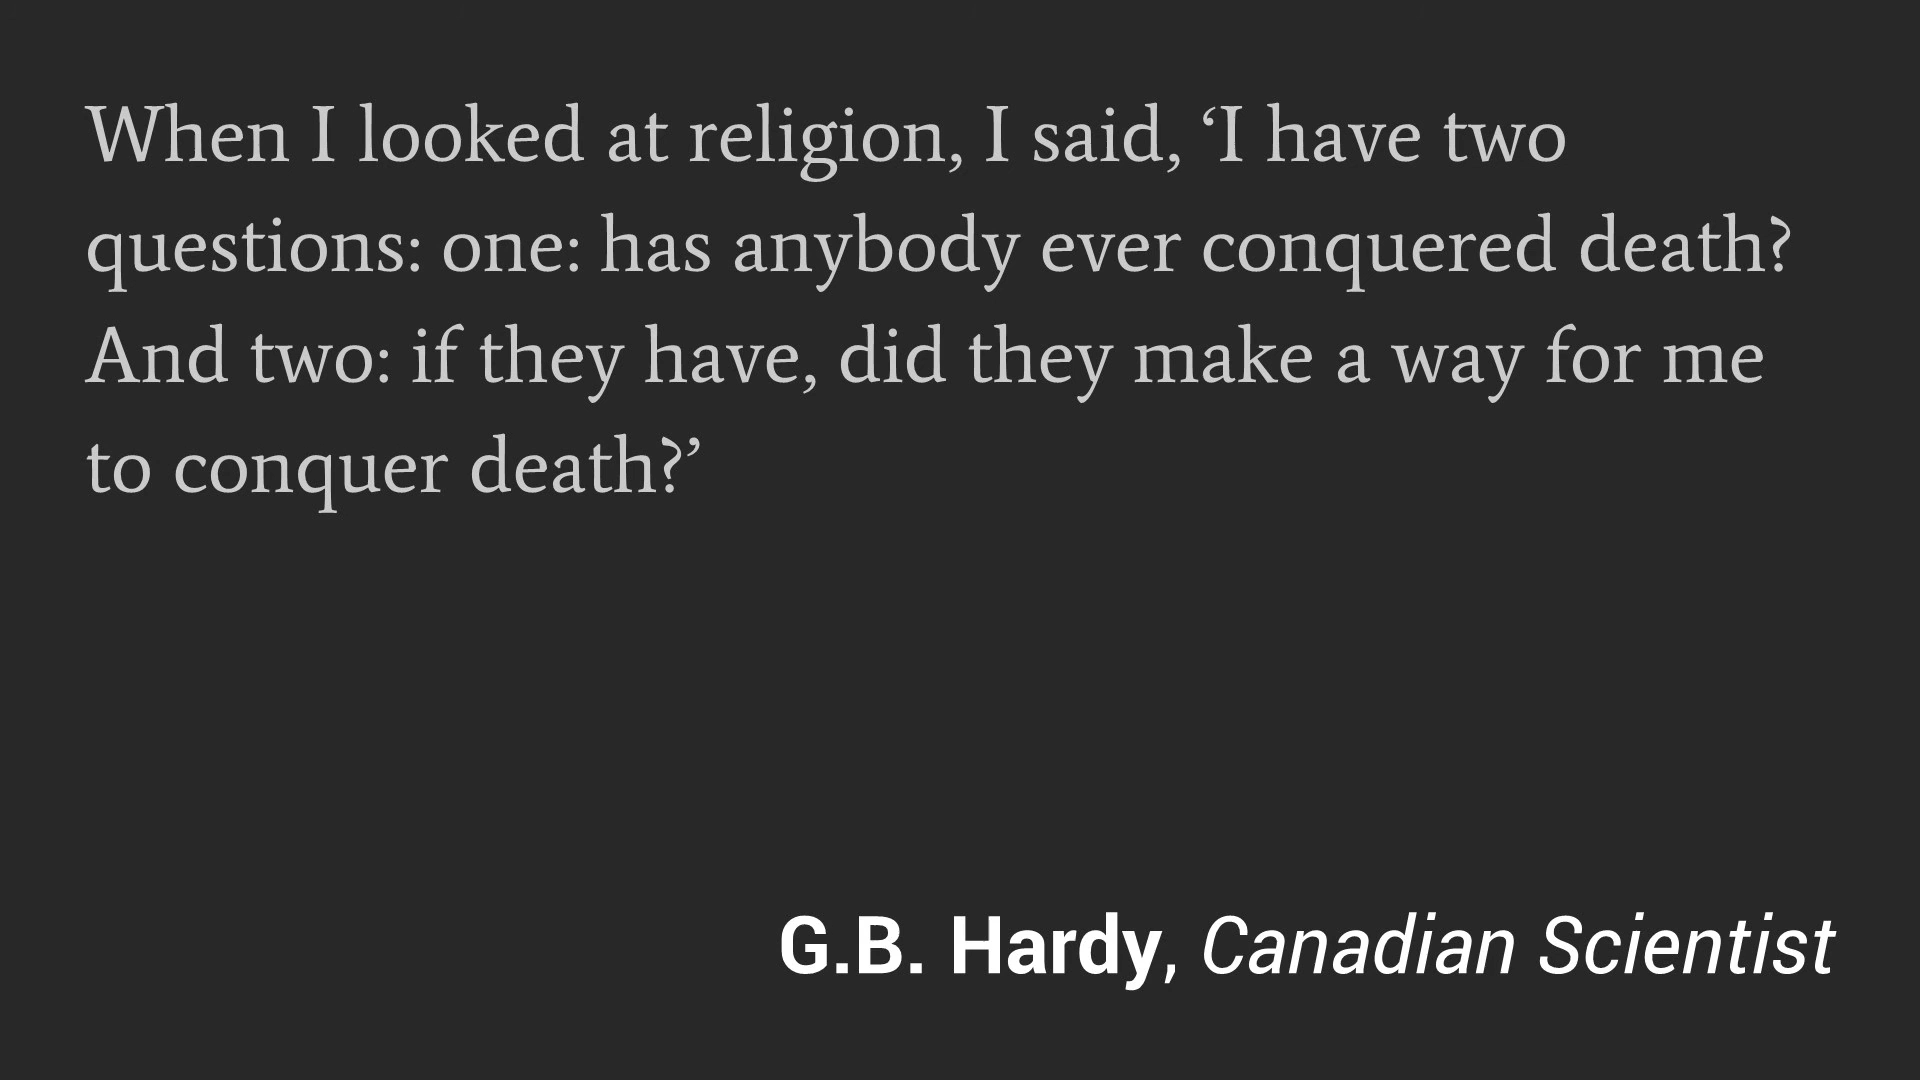 When I looked at religion, I said, ‘I have two
questions: one: has anybody ever conquered death?
And two: if they have, did they make a way for me
to conquer death?’
G.B. Hardy, Canadian Scientist